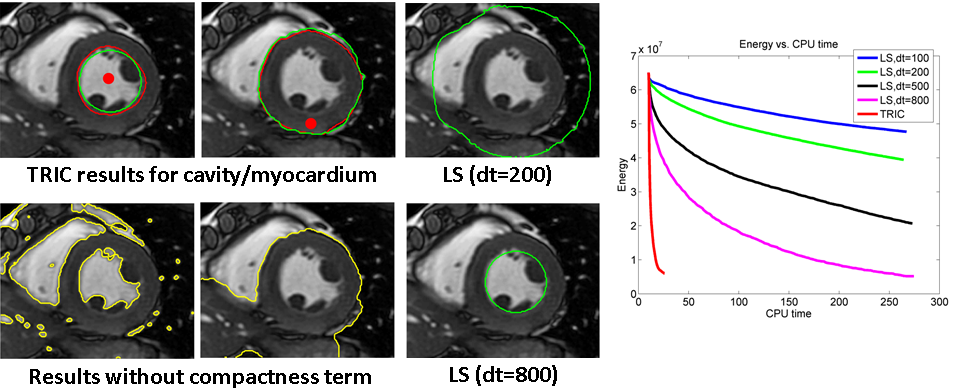 TRIC results for cavity/myocardium
LS (dt=200)
Results without compactness term
LS (dt=800)
Energy vs. CPU time
x 10⁷
7
6
5
4
3
2
1
0
Energy
0
50
100
150
200
250
300
CPU time
LS,dt=100
LS,dt=200
LS,dt=500
LS,dt=800
TRIC